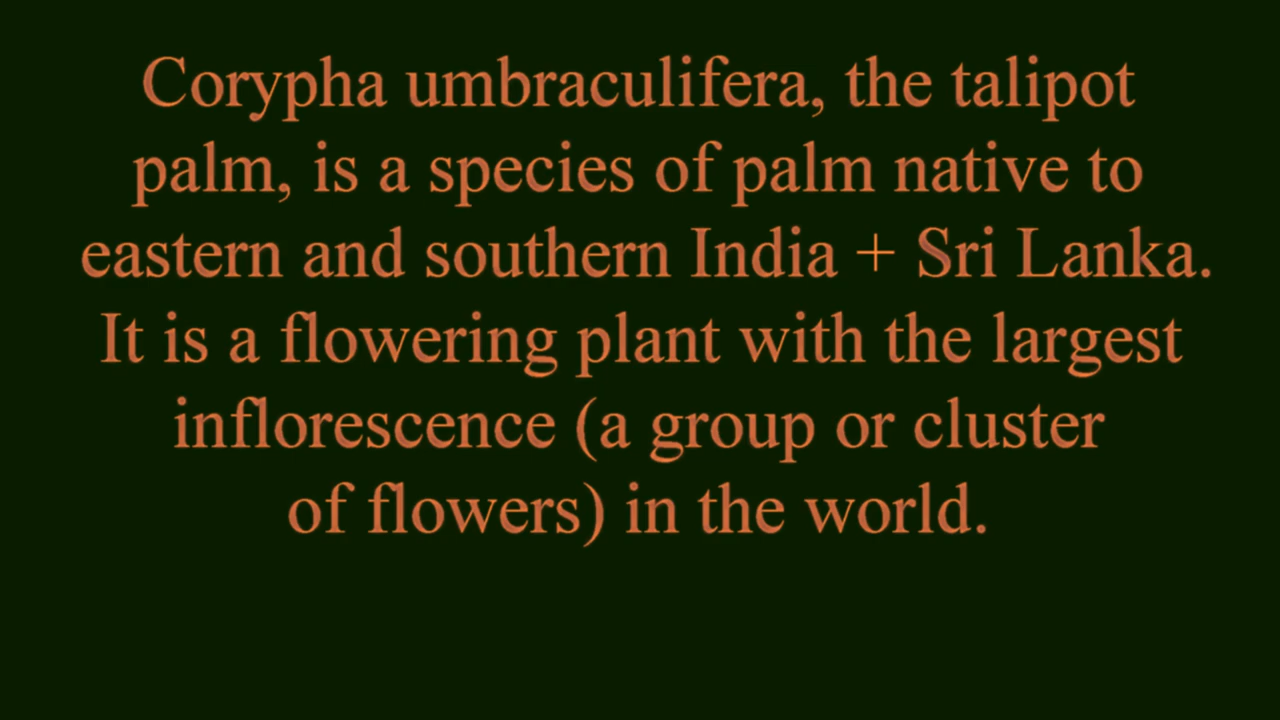 Corypha umbraculifera, the talipot
palm, is a species of palm native to
eastern and southern India + Sri Lanka.
It is a flowering plant with the largest
inflorescence (a group or cluster
of flowers) in the world.